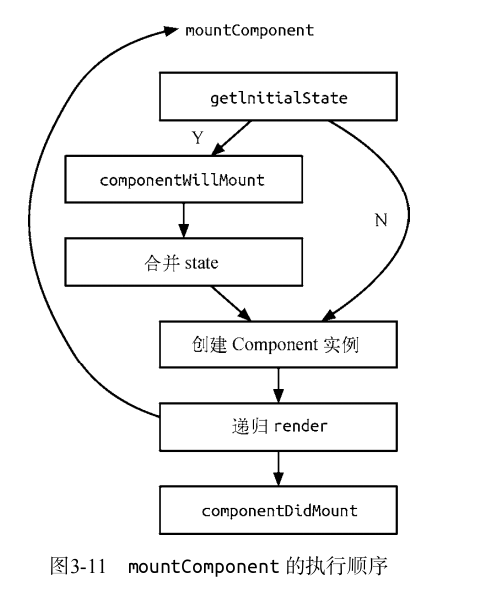 mountComponent
getlnitialState
Y
componentWillMount
N
合并 state
创建 Component 实例
递归 render
componentDidMount
图3-11 mountComponent 的执行顺序